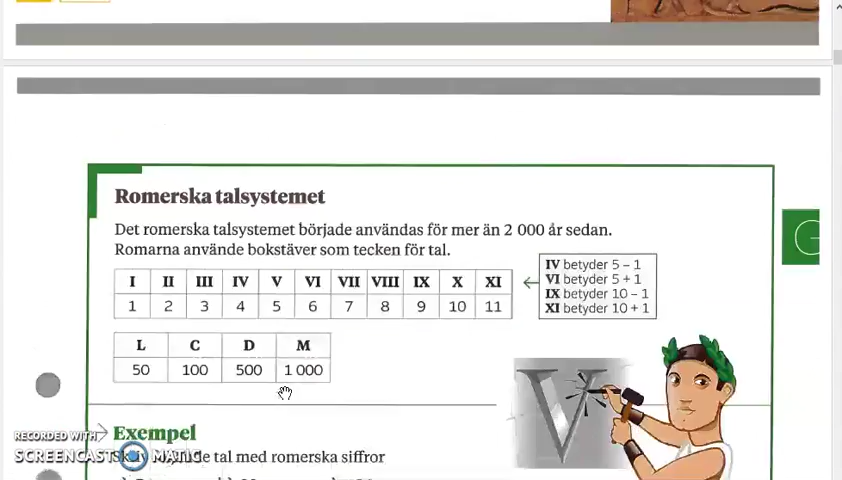 Romerska talsystemet
Det romerska talsystemet började användas för mer än 2 000 år sedan.
Romarna använde bokstäver som tecken för tal.
I II III IV V VI VII VIII IX X XI
1 2 3 4 5 6 7 8 9 10 11
IV betyder 5 – 1
VI betyder 5 + 1
IX betyder 10 – 1
XI betyder 10 + 1
L C D M
50 100 500 1 000
V
Exempel
tal med romerska siffror
RECORDED WITH
SCREENCAST MATIC